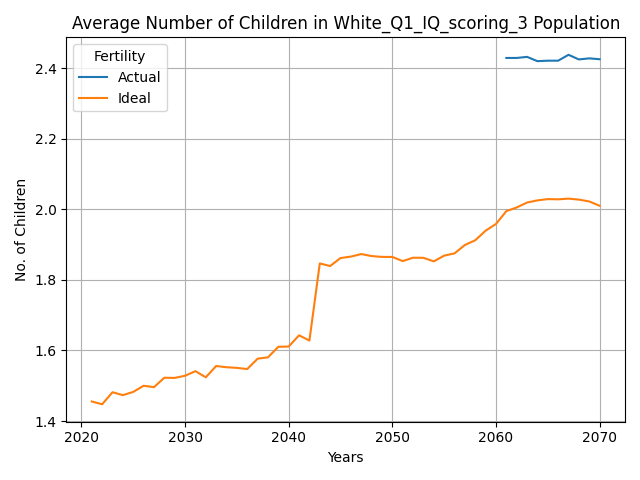 Average Number of Children in White_Q1_IQ_scoring_3 Population
Fertility
Actual
Ideal
No. of Children
2.4
2.2
2.0
1.8
1.6
1.4
2020 2030 2040 2050 2060 2070
Years